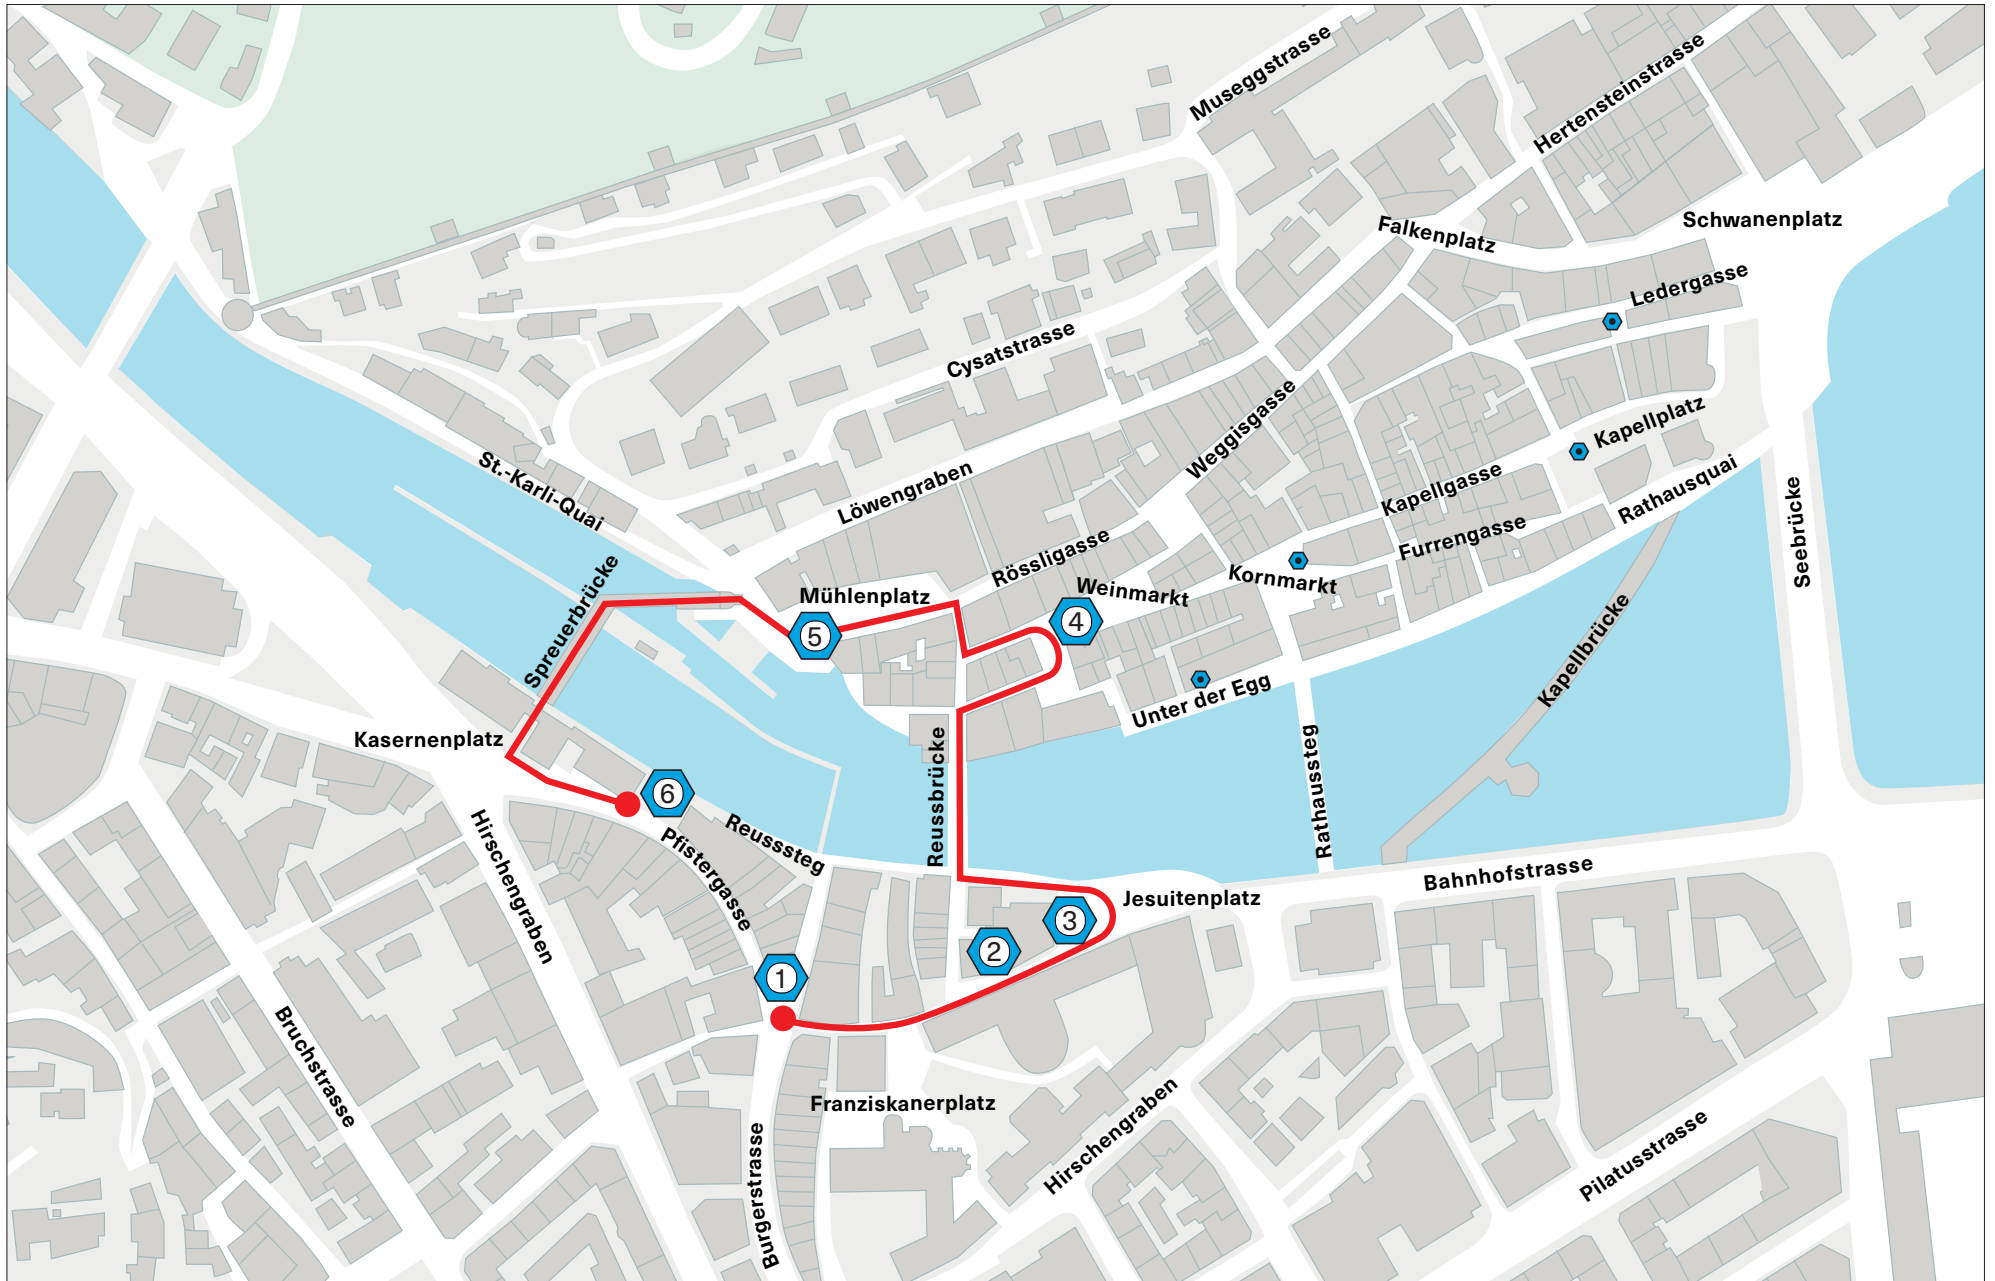 Museggstrasse
Hertensteinstrasse
Schwanenplatz
Falkenplatz
Ledergasse
Cysatstrasse
Weggisgasse
Kapellplatz
St.-Karli-Quai
Löwengraben
Kapellgasse
Rathausquai
Seebrücke
Furrengasse
Rössligasse
Weinmarkt
Kornmarkt
Mühlenplatz
4
5
Spreuerbrücke
Kapellbrücke
Unter der Egg
Kasernenplatz
Reussbrücke
Rathaussteg
6
Hirschengraben
Pfistergasse
Reusssteg
Bahnhofstrasse
Jesuitenplatz
3
2
1
Bruchstrasse
Franziskanerplatz
Burgerstrasse
Hirschengraben
Pilatusstrasse